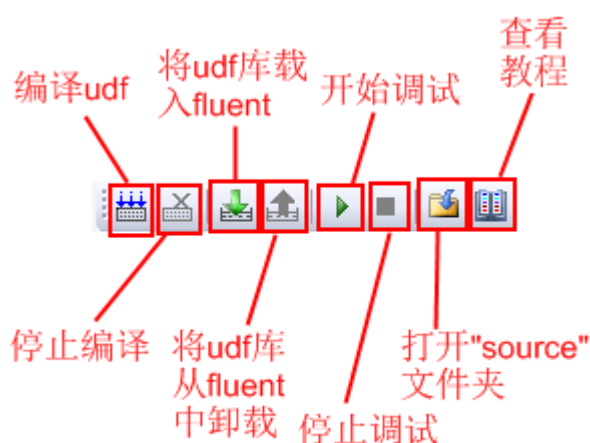 编译udf
将udf库载
入fluent
开始调试
查看
教程
停止编译
将udf库
从fluent
中卸载
停止调试
打开"source"
文件夹